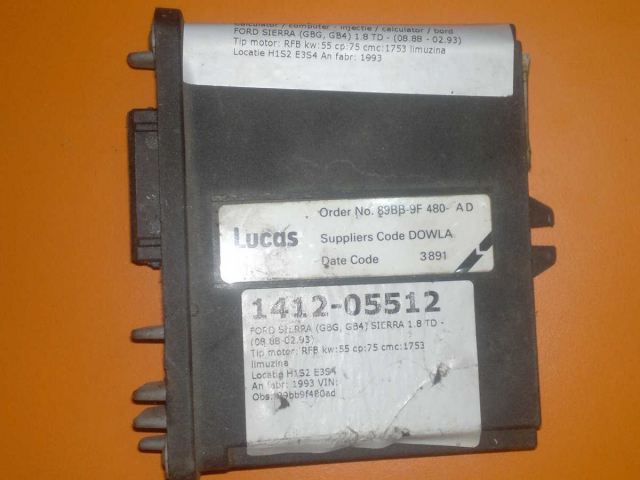 Calculator / computer - injectie / calculator / bord
FORD SIERRA (GBG, GB4) 1.8 TD - (08.88 - 02.93)
Tip motor: RFB kw:55 cp:75 cmc:1753 limuzina
Locatie H1S2 E3S4 An fabr: 1993
Lucas
Order No. 89BB-9F 480- AD
Suppliers Code DOWLA
Date Code 3891
1412-05512
FORD SIERRA (GBG, GB4) SIERRA 1.8 TD -
(08.88-02.93)
Tip motor: RFB kw:55 cp:75 cmc:1753
limuzina
Locatie H1S2 E3S4
An fabr: 1993 VIN:
Obs: 89bb9f480ad